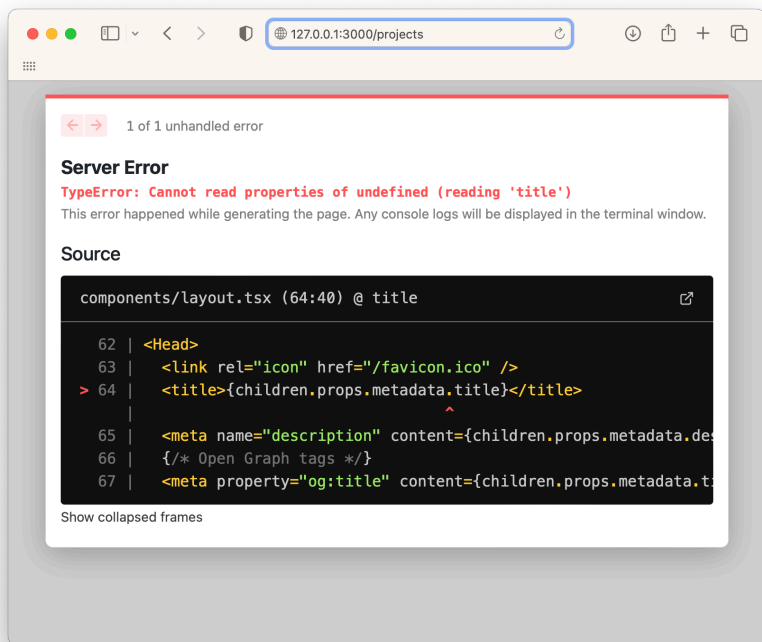 127.0.0.1:3000/projects
1 of 1 unhandled error
Server Error
TypeError: Cannot read properties of undefined (reading 'title')
This error happened while generating the page. Any console logs will be displayed in the terminal window.
Source
components/layout.tsx (64:40) @ title
62 | <Head>
63 |   <link rel="icon" href="/favicon.ico" />
> 64 |   <title>{children.props.metadata.title}</title>
|                                  ^
65 |   <meta name="description" content={children.props.metadata.des
66 |   {/* Open Graph tags */}
67 |   <meta property="og:title" content={children.props.metadata.ti
Show collapsed frames